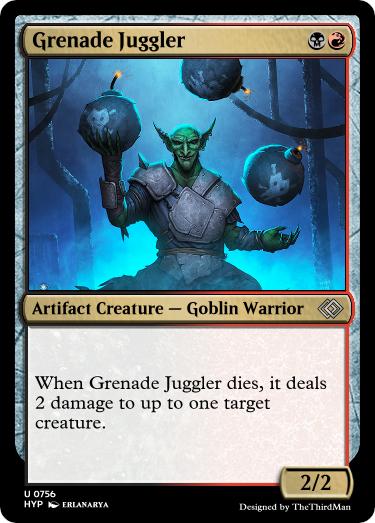 Grenade Juggler
Artifact Creature — Goblin Warrior
When Grenade Juggler dies, it deals
2 damage to up to one target
creature.
2/2
U 0756
HYP ERLANARYA
Designed by TheThirdMan